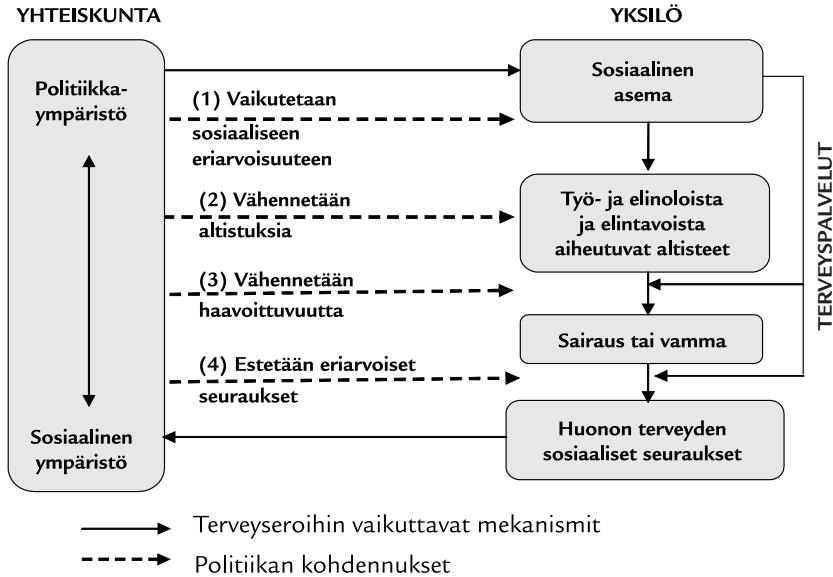 YHTEISKUNTA
YKSILÖ
Politiikka-
ympäristö
Sosiaalinen
ympäristö
(1) Vaikutetaan
sosiaaliseen
eriarvoisuuteen
(2) Vähennetään
altistuksia
(3) Vähennetään
haavoittuvuutta
(4) Estetään eriarvoiset
seuraukset
Sosiaalinen
asema
Työ- ja elinoloista
ja elintavoista
aiheutuvat altisteet
Sairaus tai vamma
Huonon terveyden
sosiaaliset seuraukset
TERVEYSPALVELUT
Terveyseroihin vaikuttavat mekanismit
Politiikan kohdennukset